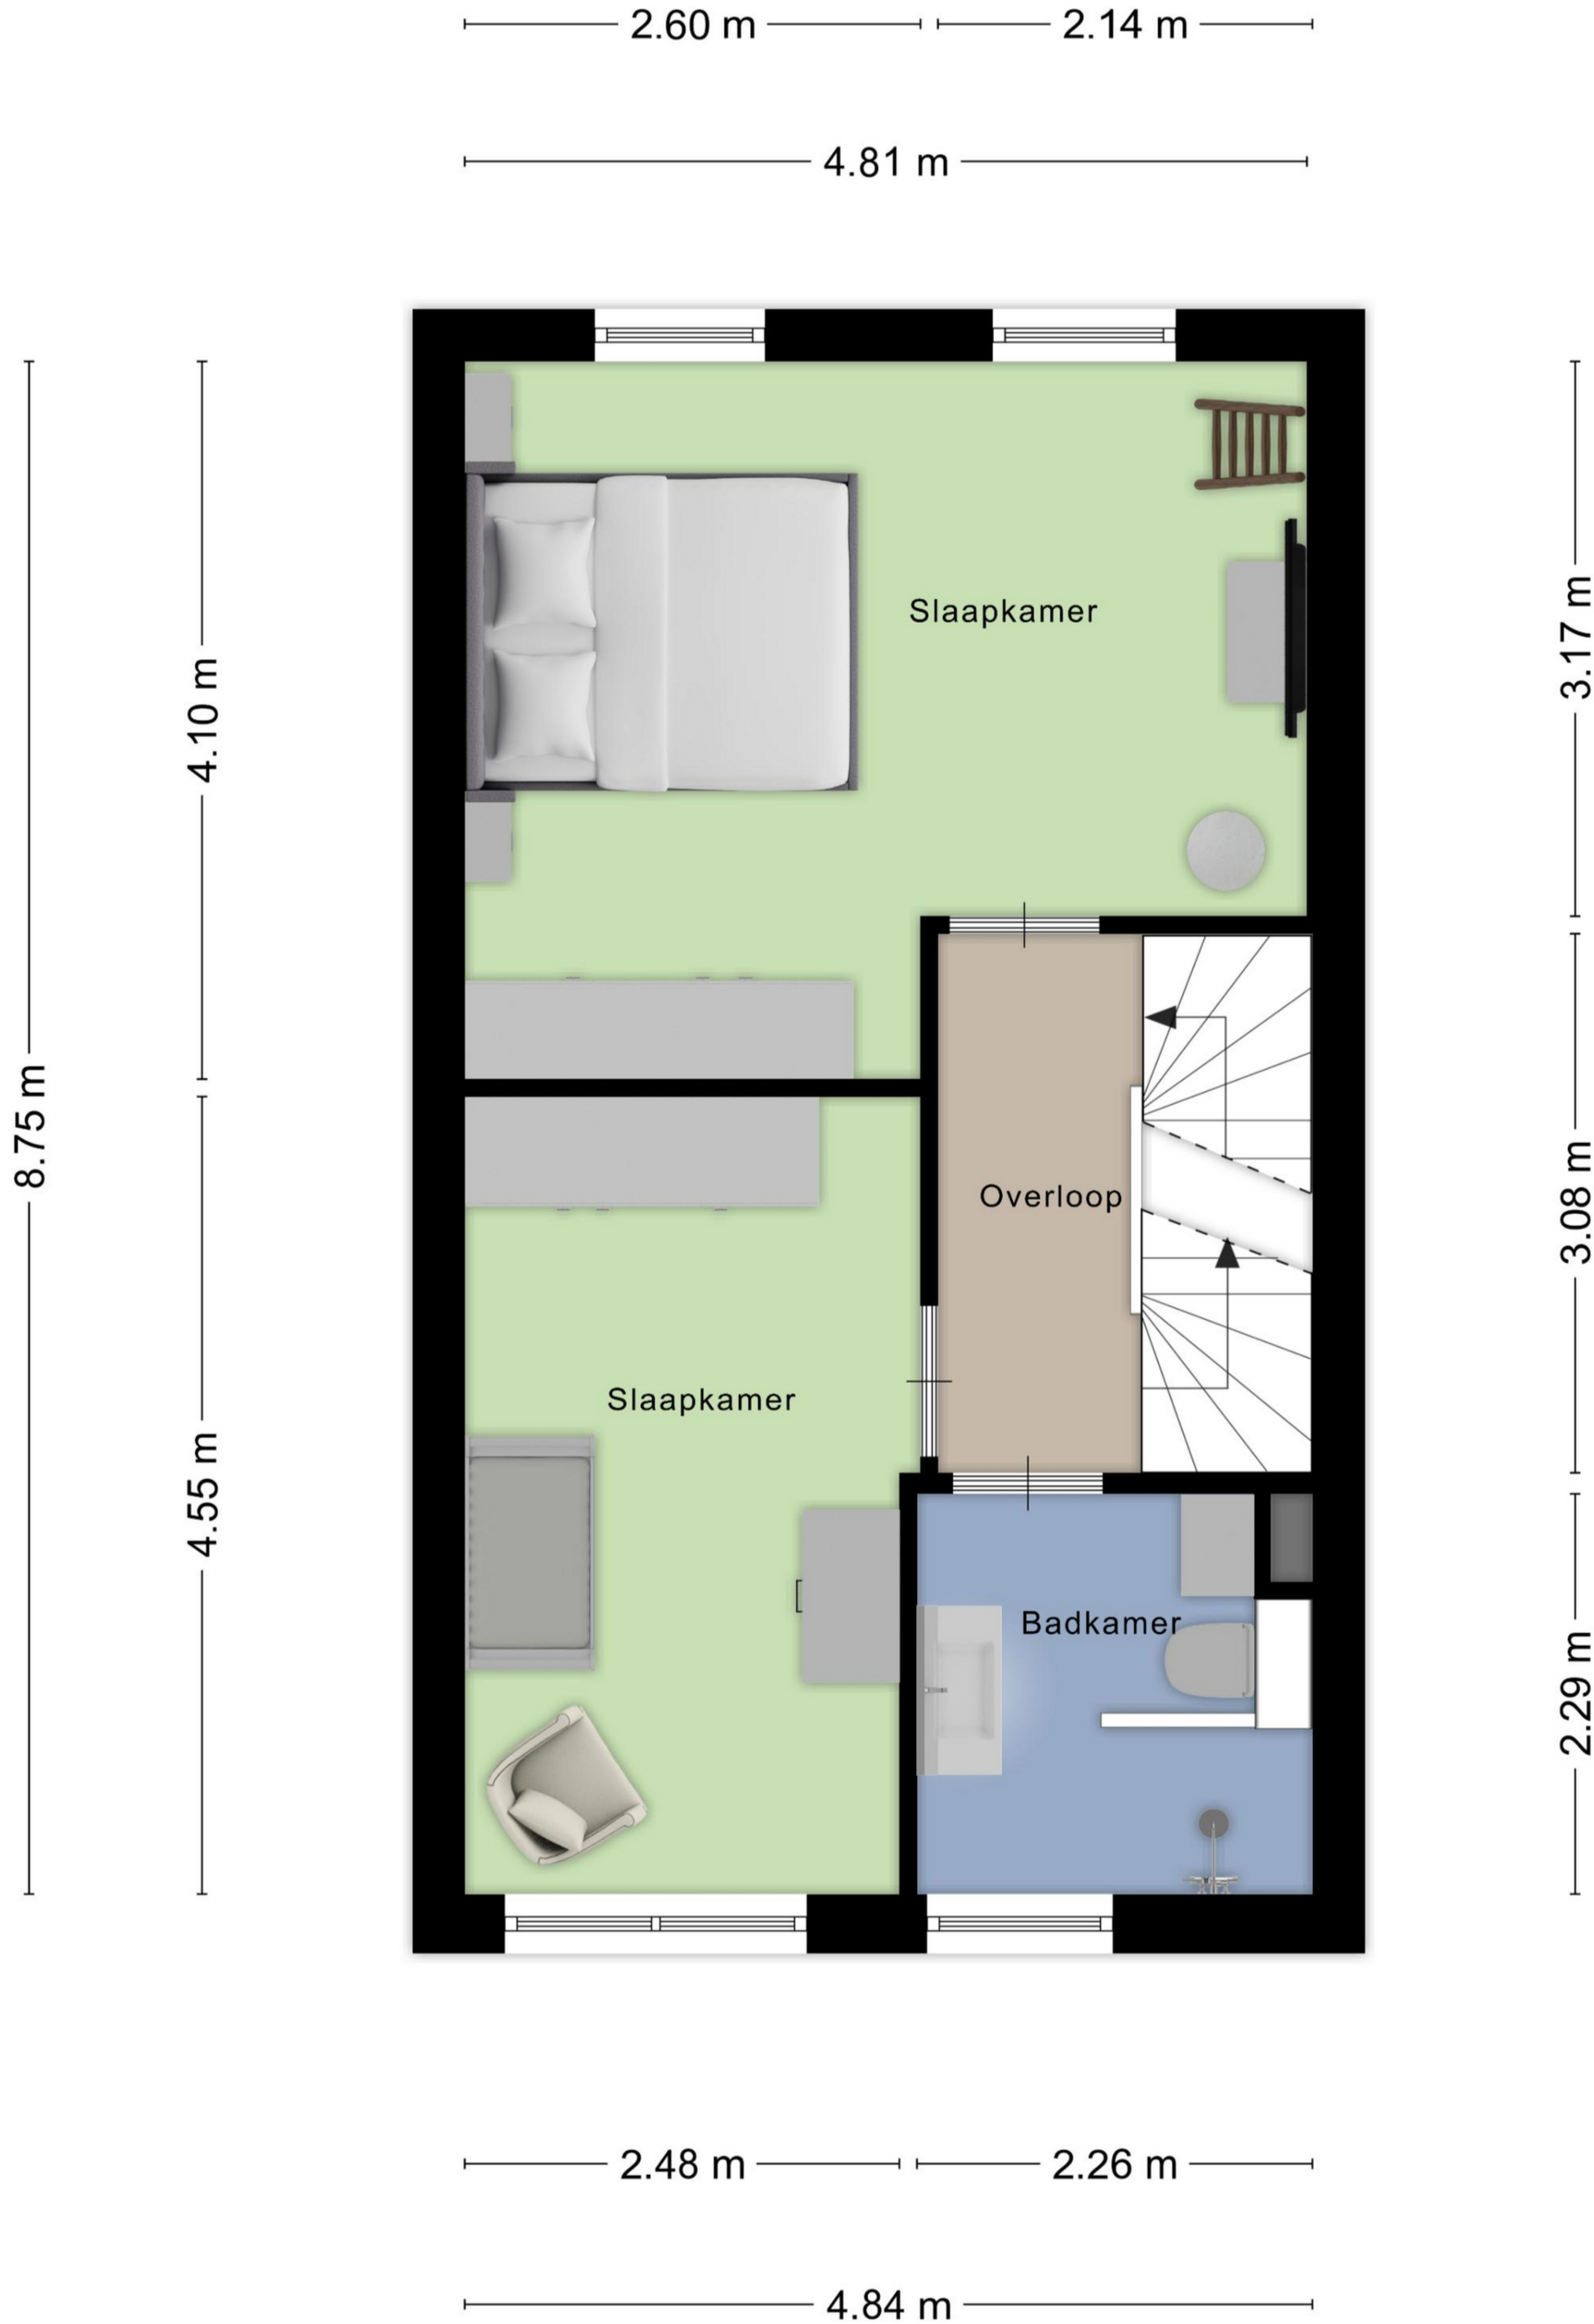 2.60 m
2.14 m
4.81 m
Slaapkamer
3.17 m
4.10 m
8.75 m
Overloop
3.08 m
Slaapkamer
4.55 m
Badkamer
2.29 m
2.48 m
2.26 m
4.84 m